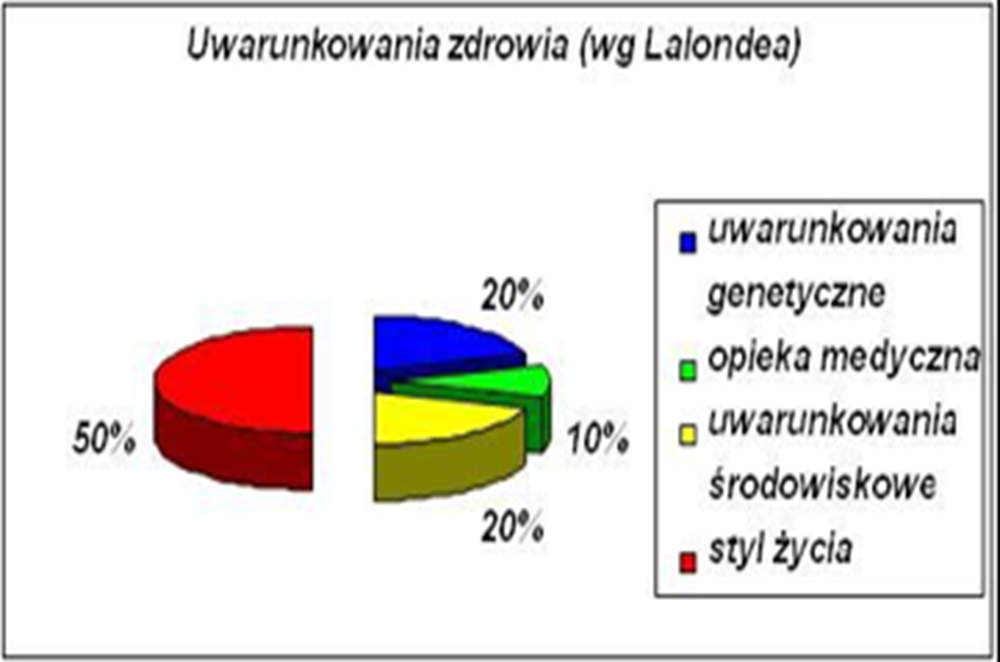 Uwarunkowania zdrowia (wg Lalondea)
20%
50%
10%
20%
uwarunkowania
genetyczne
opieka medyczna
uwarunkowania
środowiskowe
styl życia